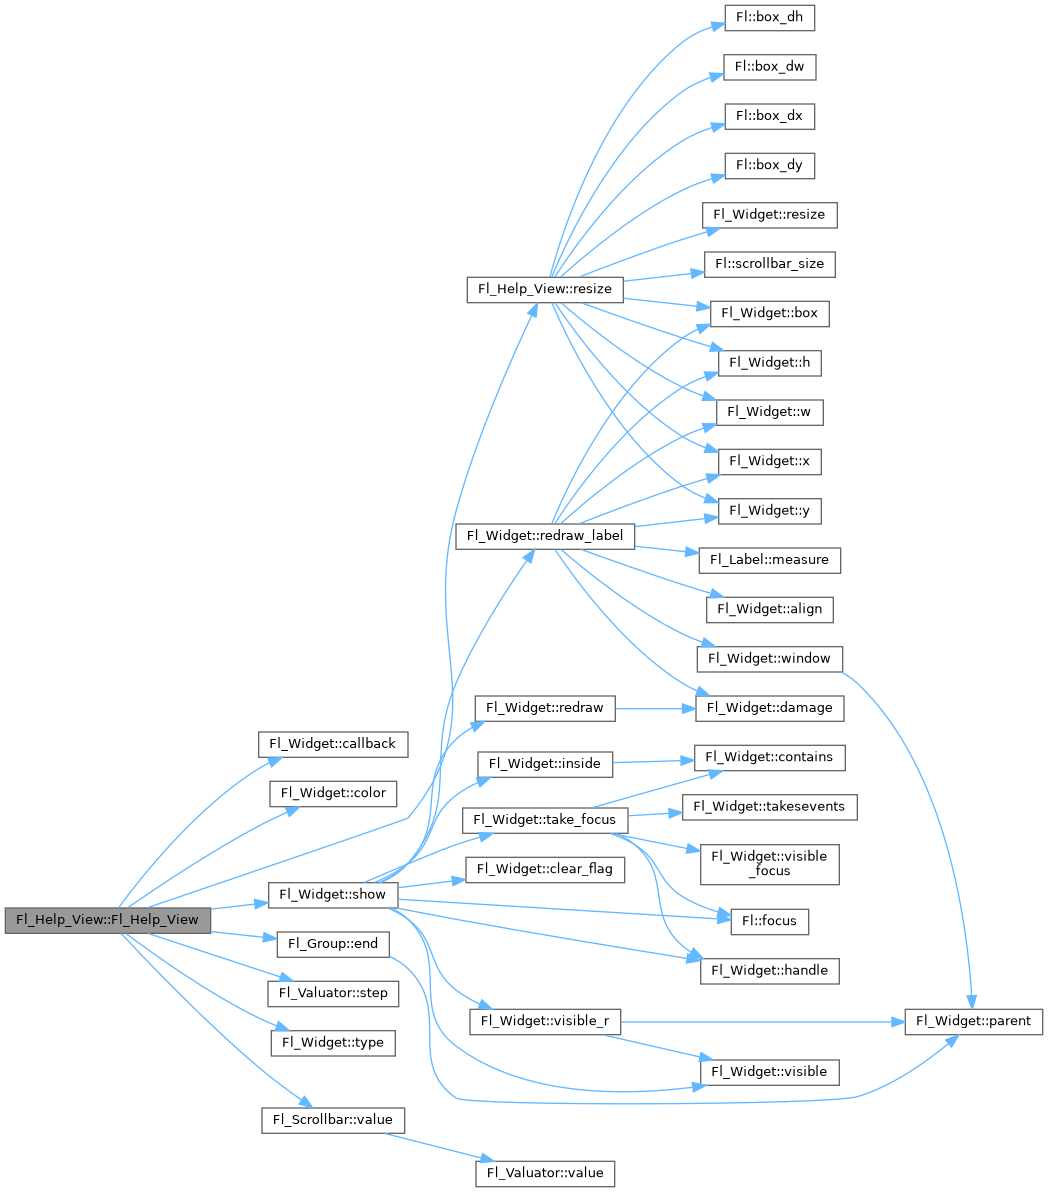 Fl::box_dh
Fl::box_dw
Fl::box_dx
Fl::box_dy
Fl_Widget::resize
Fl::scrollbar_size
Fl_Help_View::resize
Fl_Widget::box
Fl_Widget::h
Fl_Widget::w
Fl_Widget::x
Fl_Widget::y
Fl_Widget::redraw_label
Fl_Label::measure
Fl_Widget::align
Fl_Widget::window
Fl_Widget::redraw
Fl_Widget::damage
Fl_Widget::callback
Fl_Widget::contains
Fl_Widget::inside
Fl_Widget::color
Fl_Widget::takesevents
Fl_Widget::take_focus
Fl_Widget::visible
_focus
Fl_Widget::clear_flag
Fl_Widget::show
Fl_Help_View::Fl_Help_View
Fl::focus
Fl_Group::end
Fl_Widget::handle
Fl_Valuator::step
Fl_Widget::visible_r
Fl_Widget::parent
Fl_Widget::type
Fl_Widget::visible
Fl_Scrollbar::value
Fl_Valuator::value